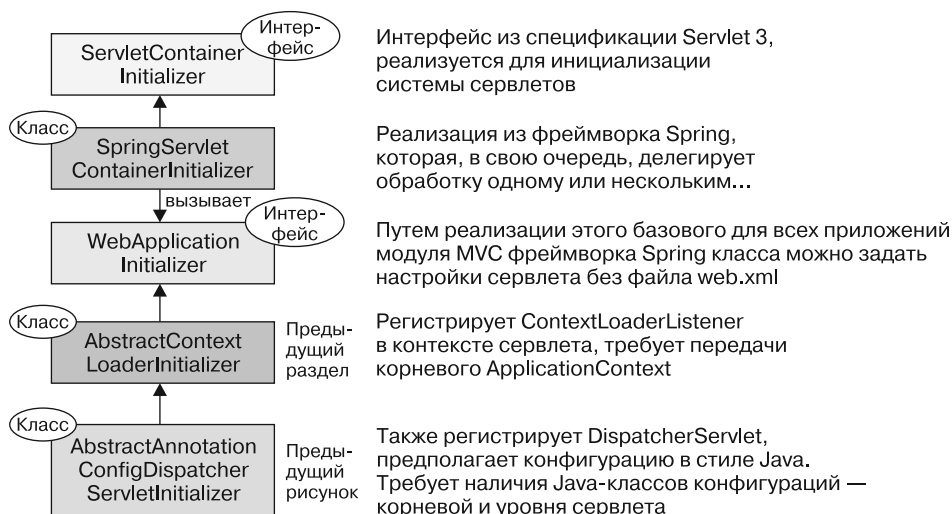 Интер-
фейс
ServletContainer
Initializer
Интерфейс из спецификации Servlet 3,
реализуется для инициализации
системы сервлетов
Класс
SpringServlet
ContainerInitializer
Реализация из фреймворка Spring,
которая, в свою очередь, делегирует
обработку одному или нескольким...
вызывает
Интер-
фейс
WebApplication
Initializer
Путем реализации этого базового для всех приложений
модуля MVC фреймворка Spring класса можно задать
настройки сервлета без файла web.xml
Класс
AbstractContext
LoaderInitializer
Преды-
дущий
раздел
Регистрирует ContextLoaderListener
в контексте сервлета, требует передачи
корневого ApplicationContext
Класс
AbstractAnnotation
ConfigDispatcher
ServletInitializer
Преды-
дущий
рисунок
Также регистрирует DispatcherServlet,
предполагает конфигурацию в стиле Java.
Требует наличия Java-классов конфигураций —
корневой и уровня сервлета